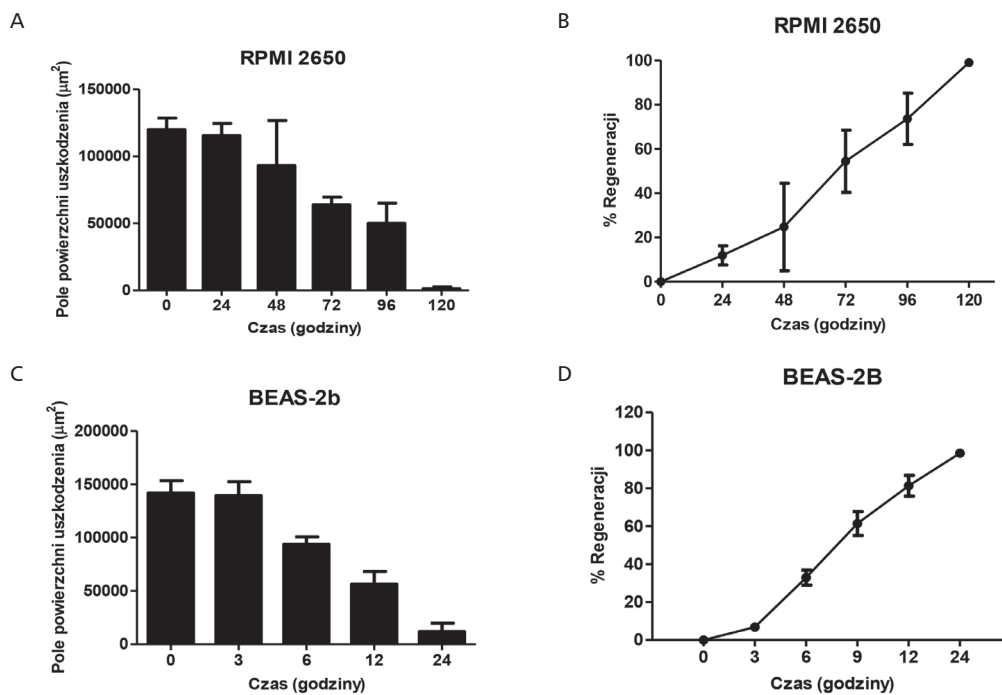 A
RPMI 2650
Pole powierzchni uszkodzenia (μm²)
150000
100000
50000
0
0 24 48 72 96 120
Czas (godziny)
B
RPMI 2650
% Regeneracji
100
80
60
40
20
0
0 24 48 72 96 120
Czas (godziny)
C
BEAS-2b
Pole powierzchni uszkodzenia (μm²)
200000
150000
100000
50000
0
0 3 6 12 24
Czas (godziny)
D
BEAS-2B
% Regeneracji
120
100
80
60
40
20
0
0 3 6 9 12 24
Czas (godziny)